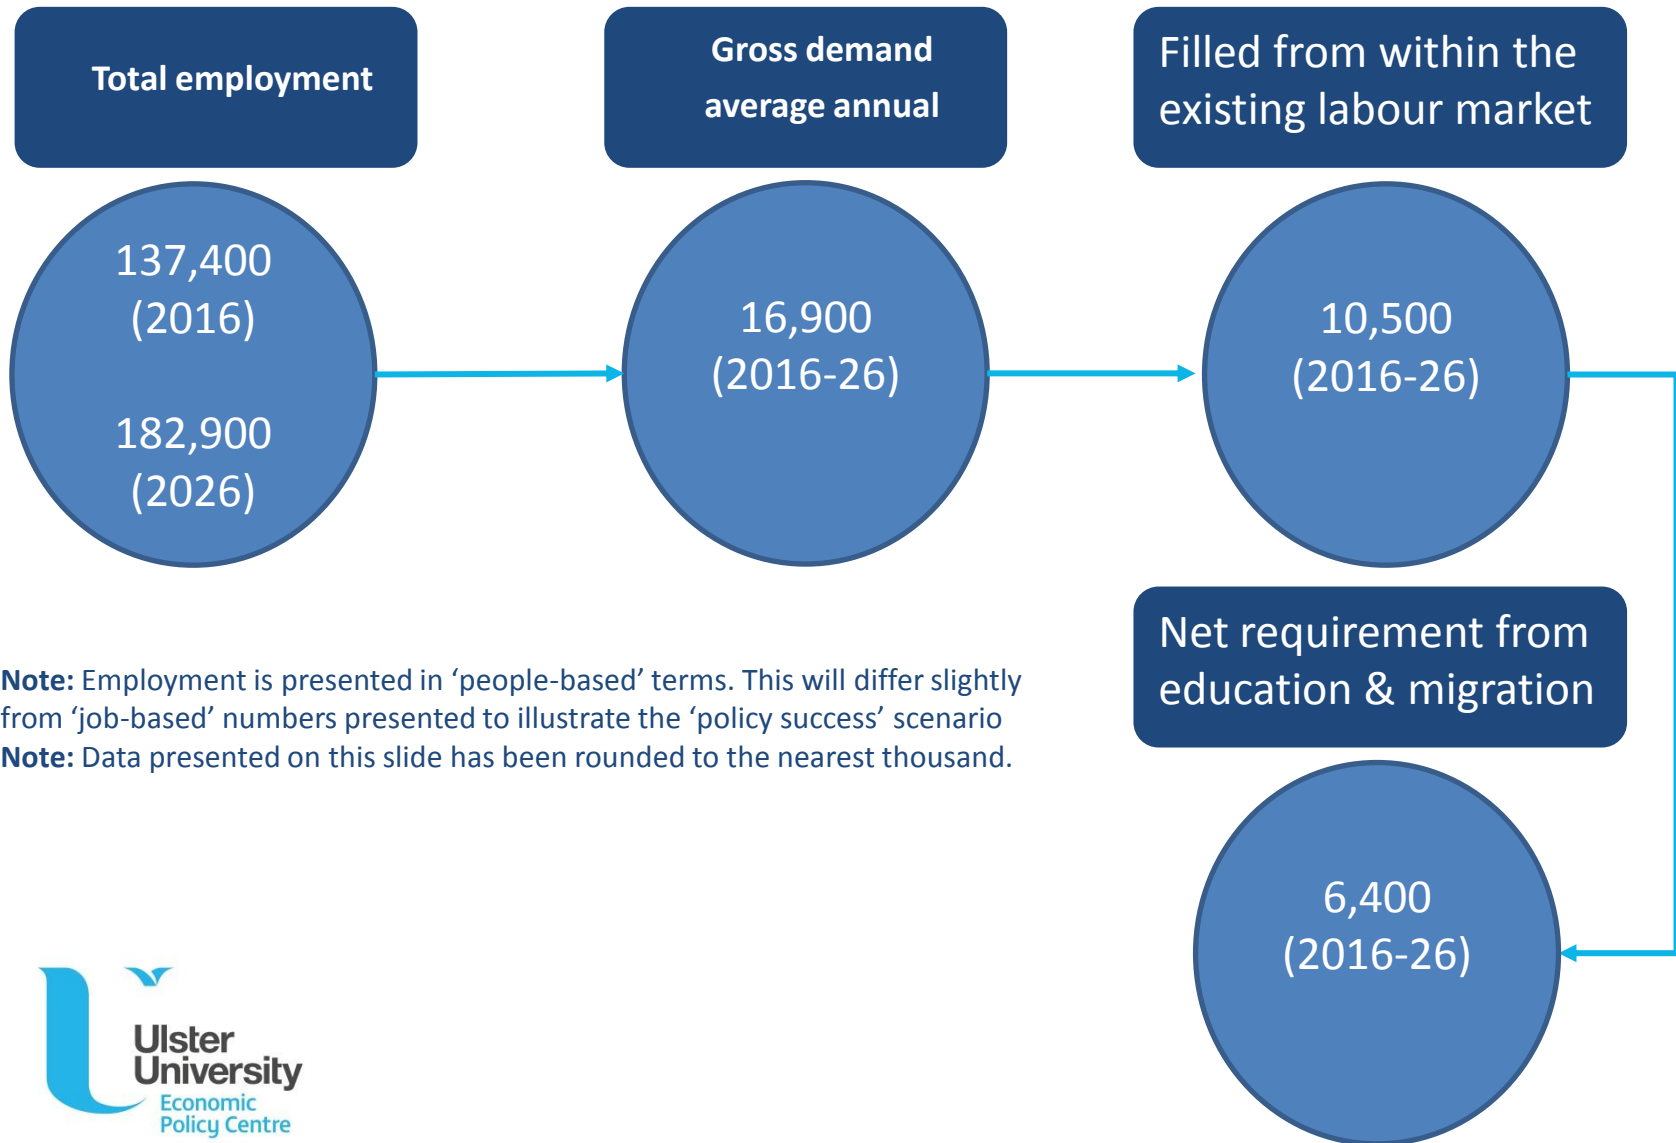 Total employment
Gross demand
average annual
Filled from within the
existing labour market
137,400
(2016)
182,900
(2026)
16,900
(2016-26)
10,500
(2016-26)
Net requirement from
education & migration
6,400
(2016-26)
Note: Employment is presented in ‘people-based’ terms. This will differ slightly
from ‘job-based’ numbers presented to illustrate the ‘policy success’ scenario
Note: Data presented on this slide has been rounded to the nearest thousand.
Ulster
University
Economic
Policy Centre